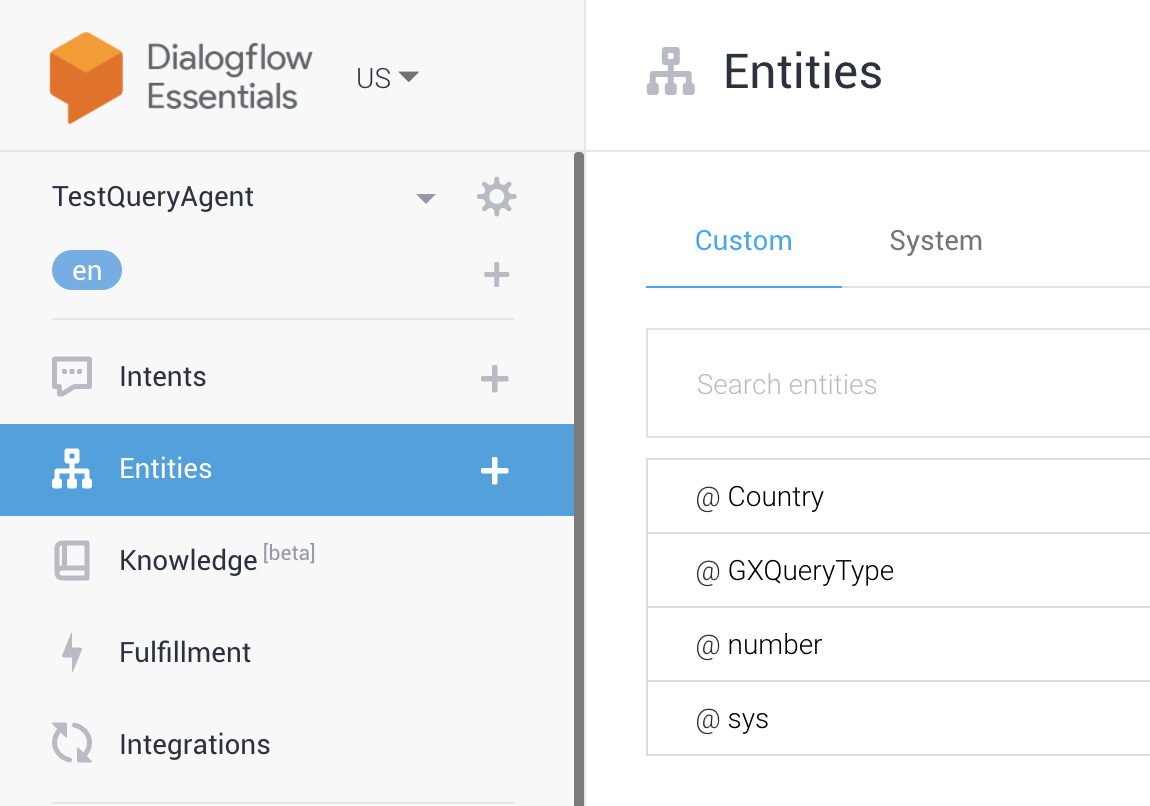 Dialogflow
Essentials
US
Entities
TestQueryAgent
en
Custom
System
Intents
Search entities
Entities
@ Country
Knowledge [beta]
@ GXQueryType
Fulfillment
@ number
Integrations
@ sys